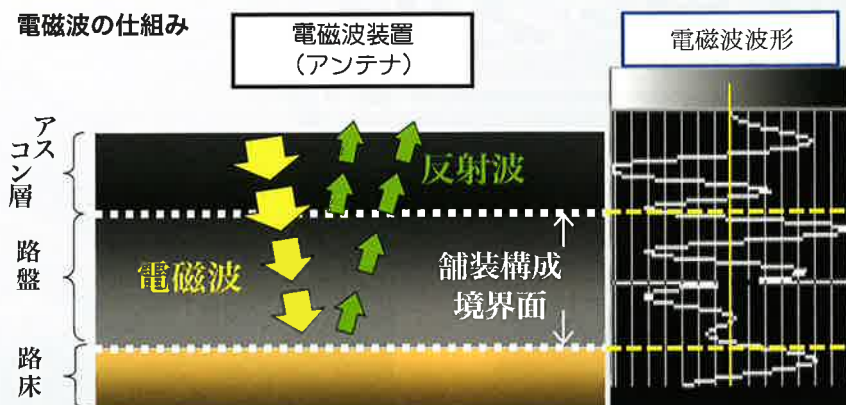 電磁波の仕組み
電磁波装置
（アンテナ）
電磁波波形
アスコン層
反射波
路盤
電磁波
舗装構成
境界面
路床